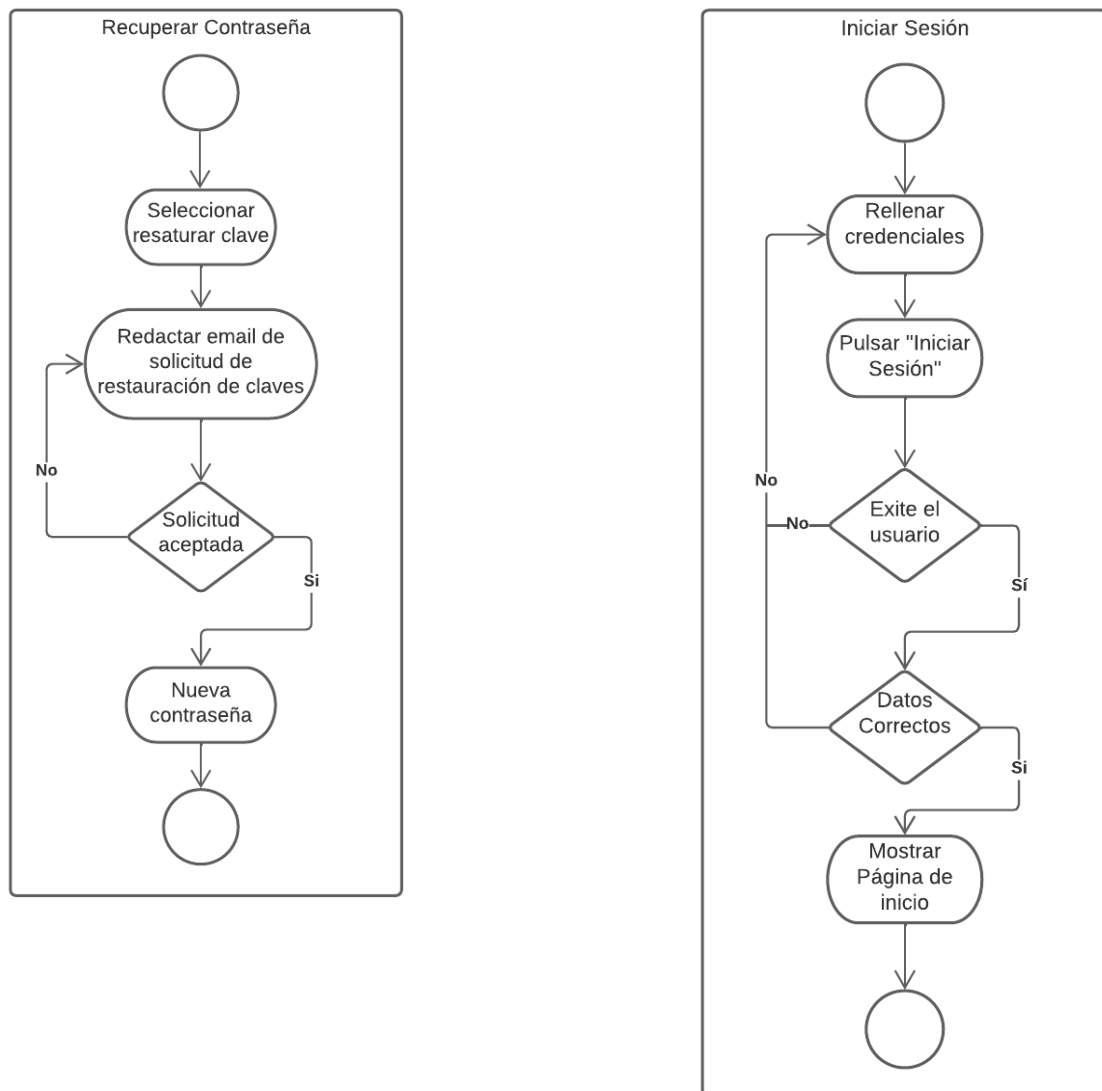 Recuperar Contraseña
Seleccionar
resaturar clave
Redactar email de
solicitud de
restauración de claves
No
Solicitud
aceptada
Si
Nueva
contraseña
Iniciar Sesión
Rellenar
credenciales
Pulsar "Iniciar
Sesión"
No
No
Exite el
usuario
Sí
Datos
Correctos
Si
Mostrar
Página de
inicio